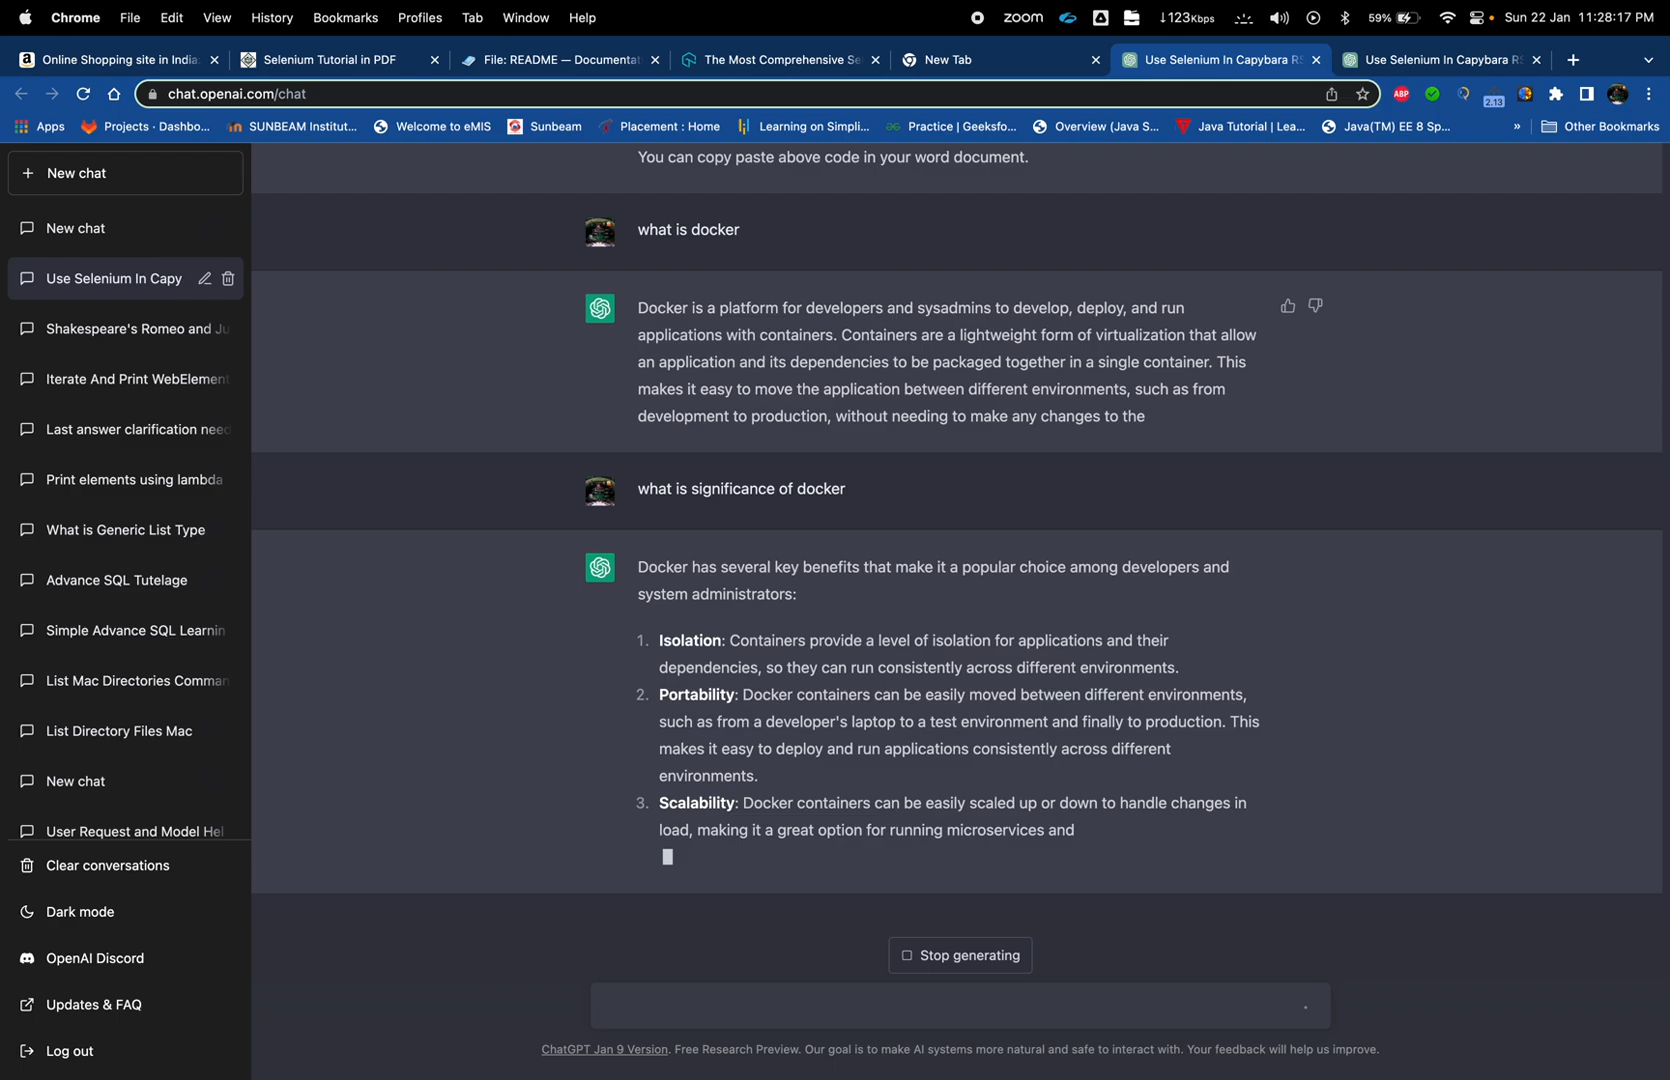 Chrome File Edit View History Bookmarks Profiles Tab Window Help zoom 123Kbps 59% Sun 22 Jan 11:28:17 PM
Online Shopping site in India: Selenium Tutorial in PDF File: README — Documentat The Most Comprehensive Se New Tab Use Selenium In Capybara RS Use Selenium In Capybara RS
chat.openai.com/chat ABP 2.13
Apps Projects · Dashbo... SUNBEAM Institut... Welcome to eMIS Sunbeam Placement : Home Learning on Simpli... Practice | Geeksfo... Overview (Java S... Java Tutorial | Lea... Java(TM) EE 8 Sp... » Other Bookmarks
New chat
New chat
Use Selenium In Capy
Shakespeare's Romeo and Ju
Iterate And Print WebElement
Last answer clarification need
Print elements using lambda
What is Generic List Type
Advance SQL Tutelage
Simple Advance SQL Learnin
List Mac Directories Comman
List Directory Files Mac
New chat
User Request and Model Hel
Clear conversations
Dark mode
OpenAI Discord
Updates & FAQ
Log out
You can copy paste above code in your word document.
what is docker
Docker is a platform for developers and sysadmins to develop, deploy, and run
applications with containers. Containers are a lightweight form of virtualization that allow
an application and its dependencies to be packaged together in a single container. This
makes it easy to move the application between different environments, such as from
development to production, without needing to make any changes to the
what is significance of docker
Docker has several key benefits that make it a popular choice among developers and
system administrators:
1. Isolation: Containers provide a level of isolation for applications and their
dependencies, so they can run consistently across different environments.
2. Portability: Docker containers can be easily moved between different environments,
such as from a developer's laptop to a test environment and finally to production. This
makes it easy to deploy and run applications consistently across different
environments.
3. Scalability: Docker containers can be easily scaled up or down to handle changes in
load, making it a great option for running microservices and
Stop generating
ChatGPT Jan 9 Version. Free Research Preview. Our goal is to make AI systems more natural and safe to interact with. Your feedback will help us improve.